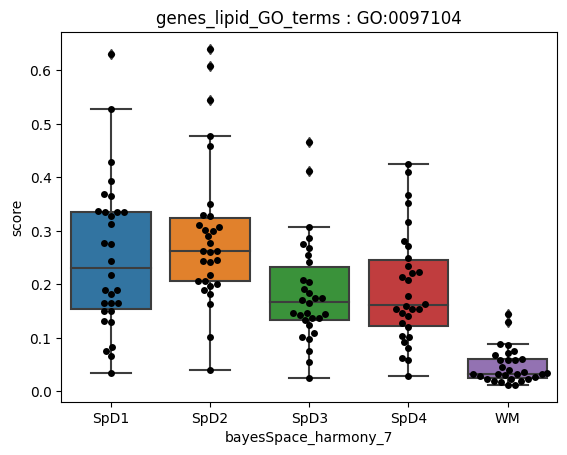 genes_lipid_GO_terms : GO:0097104
0.6
0.5
0.4
0.3
0.2
0.1
0.0
score
SpD1 SpD2 SpD3 SpD4 WM
bayesSpace_harmony_7